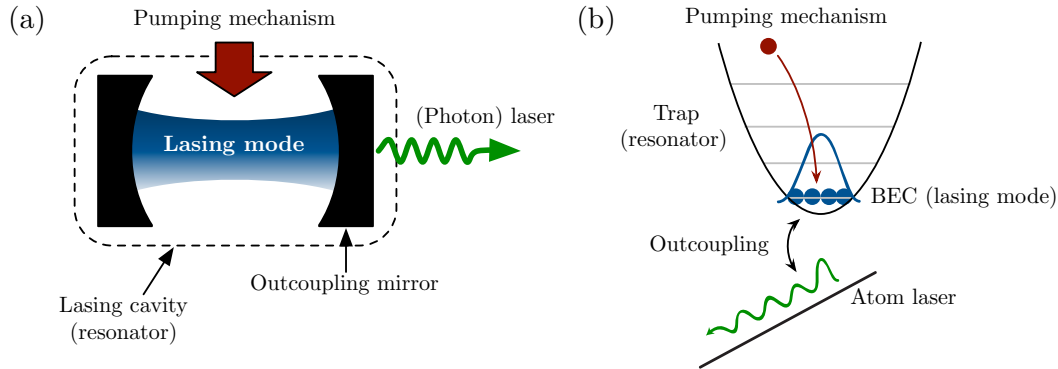 (a)
Pumping mechanism
Lasing mode
(Photon) laser
Outcoupling mirror
Lasing cavity
(resonator)
(b)
Pumping mechanism
Trap
(resonator)
BEC (lasing mode)
Outcoupling
Atom laser